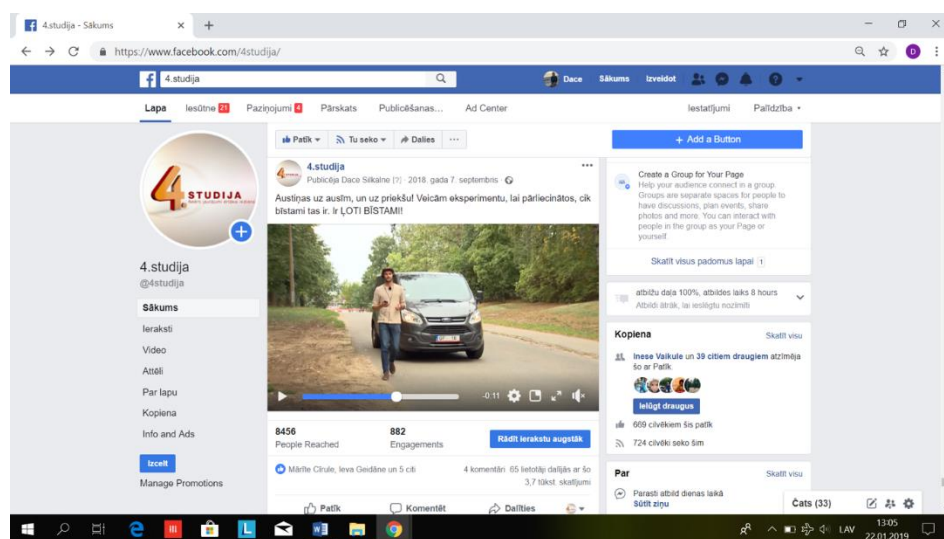 4.studija - Sākums
https://www.facebook.com/4studija/
D
4.studija
Dace
Sākums
Izveidot
Lapa
Iesūtne 21
Paziņojumi 4
Pārskats
Publicēšanas...
Ad Center
Iestatījumi
Palīdzība
4.
STUDIJA
4.studija
@4studija
Sākums
Ieraksti
Video
Attēli
Par lapu
Kopiena
Info and Ads
Izcelt
Manage Promotions
Patīk
Tu seko
Dalies
4.studija
Publicēja Dace Silkalne [?] · 2018. gada 7. septembris ·
Austiņas uz ausīm, un uz priekšu! Veicām eksperimentu, lai pārliecinātos, cik
bīstami tas ir. Ir ĻOTI BĪSTAMI!
-0:11
8456
People Reached
882
Engagements
Rādīt ierakstu augstāk
Mārīte Cīrule, Ieva Geidāne un 5 citi
4 komentāri 65 lietotāji dalījās ar šo
3,7 tūkst. skatījumi
Patīk
Komentēt
Dalīties
+ Add a Button
Create a Group for Your Page
Help your audience connect in a group.
Groups are separate spaces for people to
have discussions, plan events, share
photos and more. You can interact with
people in the group as your Page or
yourself
Skatīt visus padomus lapai 1
atbilžu daļa 100%, atbildes laiks 8 hours
Atbildi ātrāk, lai ieslēgtu nozīmīti
Kopiena
Skatīt visu
Inese Vaikule un 39 citiem draugiem atzīmēja
šo ar Patīk.
Ielūgt draugus
669 cilvēkiem šis patīk
724 cilvēki seko šim
Par
Skatīt visu
Parasti atbild dienas laikā
Sūtīt ziņu
Čats (33)
LAV
13:05
22.01.2019